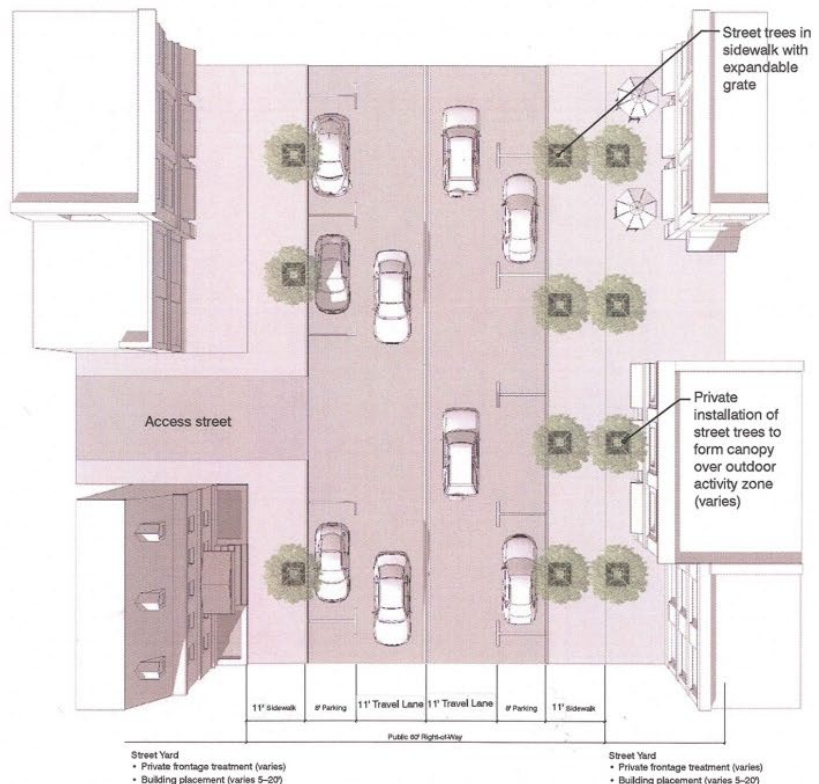 Street trees in
sidewalk with
expandable
grate
Access street
Private
installation of
street trees to
form canopy
over outdoor
activity zone
(varies)
11' Sidewalk
8' Parking
11' Travel Lane
11' Travel Lane
8' Parking
11' Sidewalk
Public 60' Right-of-Way
Street Yard
• Private frontage treatment (varies)
• Building placement (varies 5–20')
Street Yard
• Private frontage treatment (varies)
• Building placement (varies 5–20')